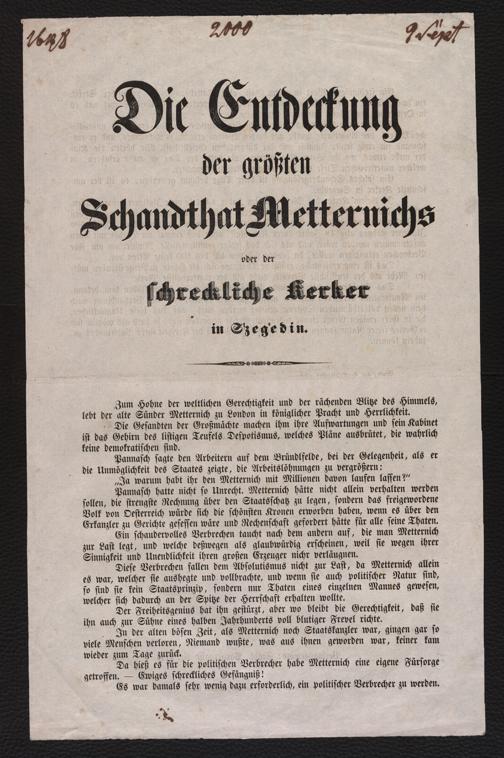 2000
9 Sept
Die Entdeckung
der größten
Schandthat Metternichs
oder der
schreckliche Kerker
in Szegedin.
Zum Hohne der weltlichen Gerechtigkeit und der rächenden Blitze des Himmels,
lebt der alte Sünder Metternich zu London in königlicher Pracht und Herrlichkeit.
Die Gesandten der Großmächte machen ihm ihre Aufwartungen und sein Kabinet
ist das Gehirn des listigen Teufels Despotismus, welches Pläne ausbrütet, die wahrlich
keine demokratischen sind.
Pannasch sagte den Arbeitern auf dem Bründlfelde, bei der Gelegenheit, als er
die Unmöglichkeit des Staates zeigte, die Arbeitslöhnungen zu vergrößern:
„Ja warum habt ihr den Metternich mit Millionen davon laufen lassen?"
Pannasch hatte nicht so Unrecht. Metternich hätte nicht allein verhalten werden
sollen, die strengste Rechnung über den Staatsschatz zu legen, sondern das freigewordene
Volk von Oesterreich würde sich die schönsten Kronen erworben haben, wenn es über den
Erkanzler zu Gerichte gesessen wäre und Rechenschaft gefordert hätte für alle seine Thaten.
Ein schaudervolles Verbrechen taucht nach dem andern auf, die man Metternich
zur Last legt, und welche deßwegen als glaubwürdig erscheinen, weil sie wegen ihrer
Sinnigkeit und Unendlichkeit ihren großen Erzeuger nicht verläugnen.
Diese Verbrechen fallen dem Absolutismus nicht zur Last, da Metternich allein
es war, welcher sie aushegte und vollbrachte, und wenn sie auch politischer Natur sind,
so sind sie kein Staatsprinzip, sondern nur Thaten eines einzelnen Mannes gewesen,
welcher sich dadurch an der Spitze der Herrschaft erhalten wollte.
Der Freiheitsgenius hat ihn gestürzt, aber wo bleibt die Gerechtigkeit, daß sie
ihn auch zur Sühne eines halben Jahrhunderts voll blutiger Frevel richte.
In der alten bösen Zeit, als Metternich noch Staatskanzler war, gingen gar so
viele Menschen verloren, Niemand wußte, was aus ihnen geworden war, keiner kam
wieder zum Tage zurück.
Da hieß es für die politischen Verbrecher habe Metternich eine eigene Fürsorge
getroffen. — Ewiges schreckliches Gefängniß!
Es war damals sehr wenig dazu erforderlich, ein politischer Verbrecher zu werden.